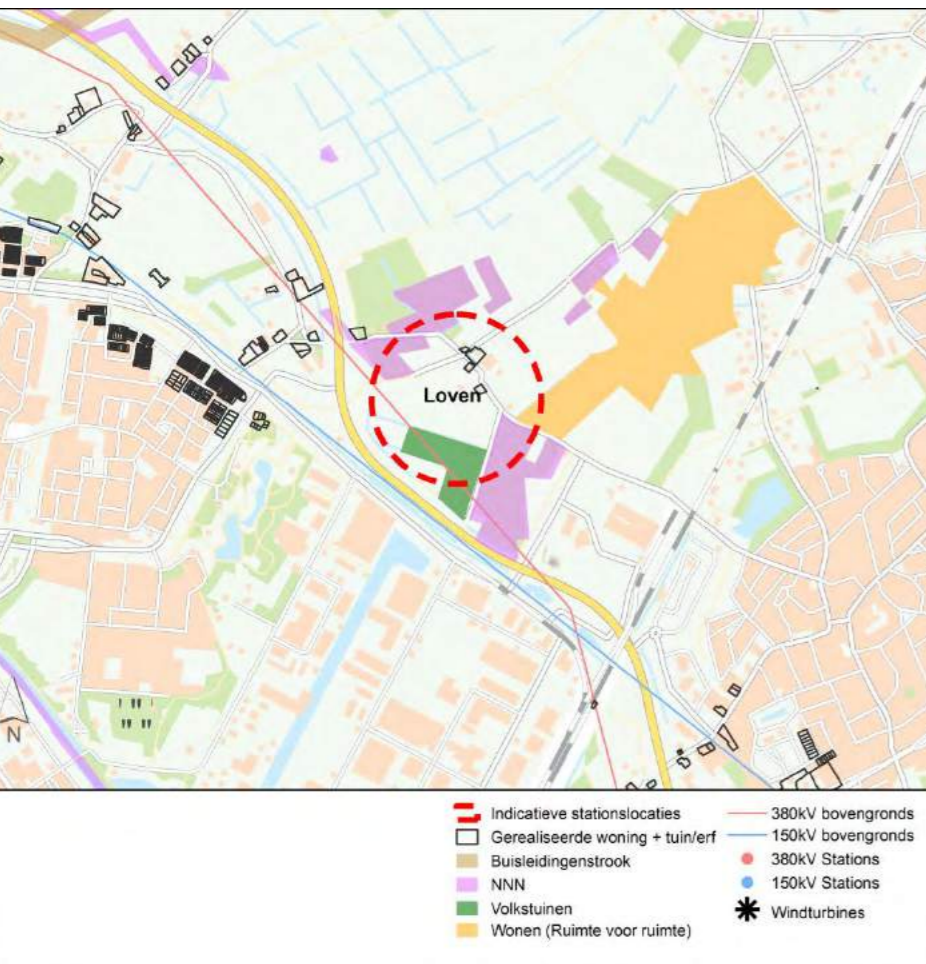 Loven
N
Indicatieve stationslocaties
Gerealiseerde woning + tuin/erf
Buisleidingenstrook
NNN
Volkstuinen
Wonen (Ruimte voor ruimte)
380kV bovengronds
150kV bovengronds
380kV Stations
150kV Stations
Windturbines